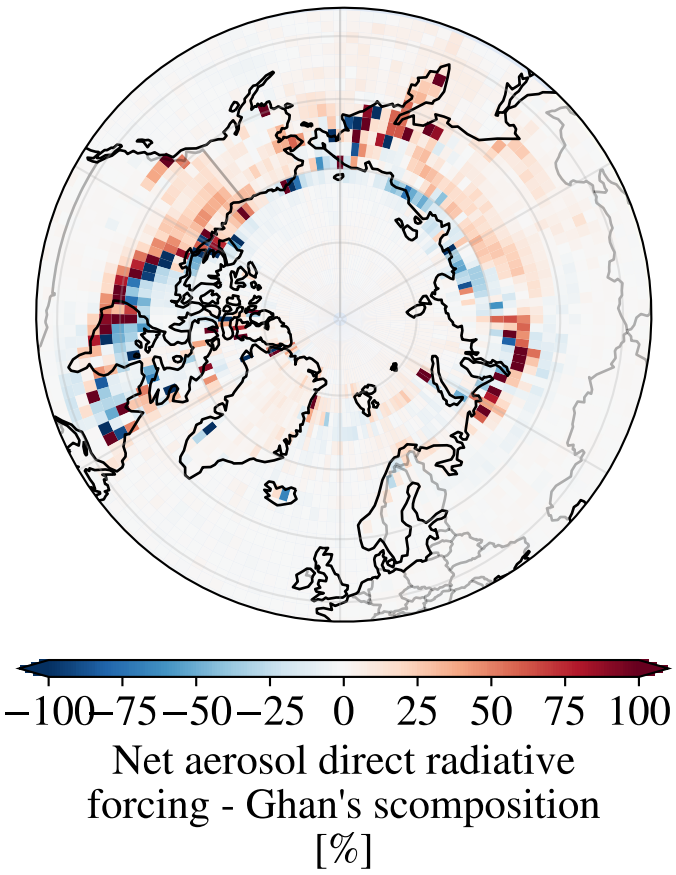 −100 −75 −50 −25 0 25 50 75 100
Net aerosol direct radiative
forcing - Ghan's scomposition
[%]